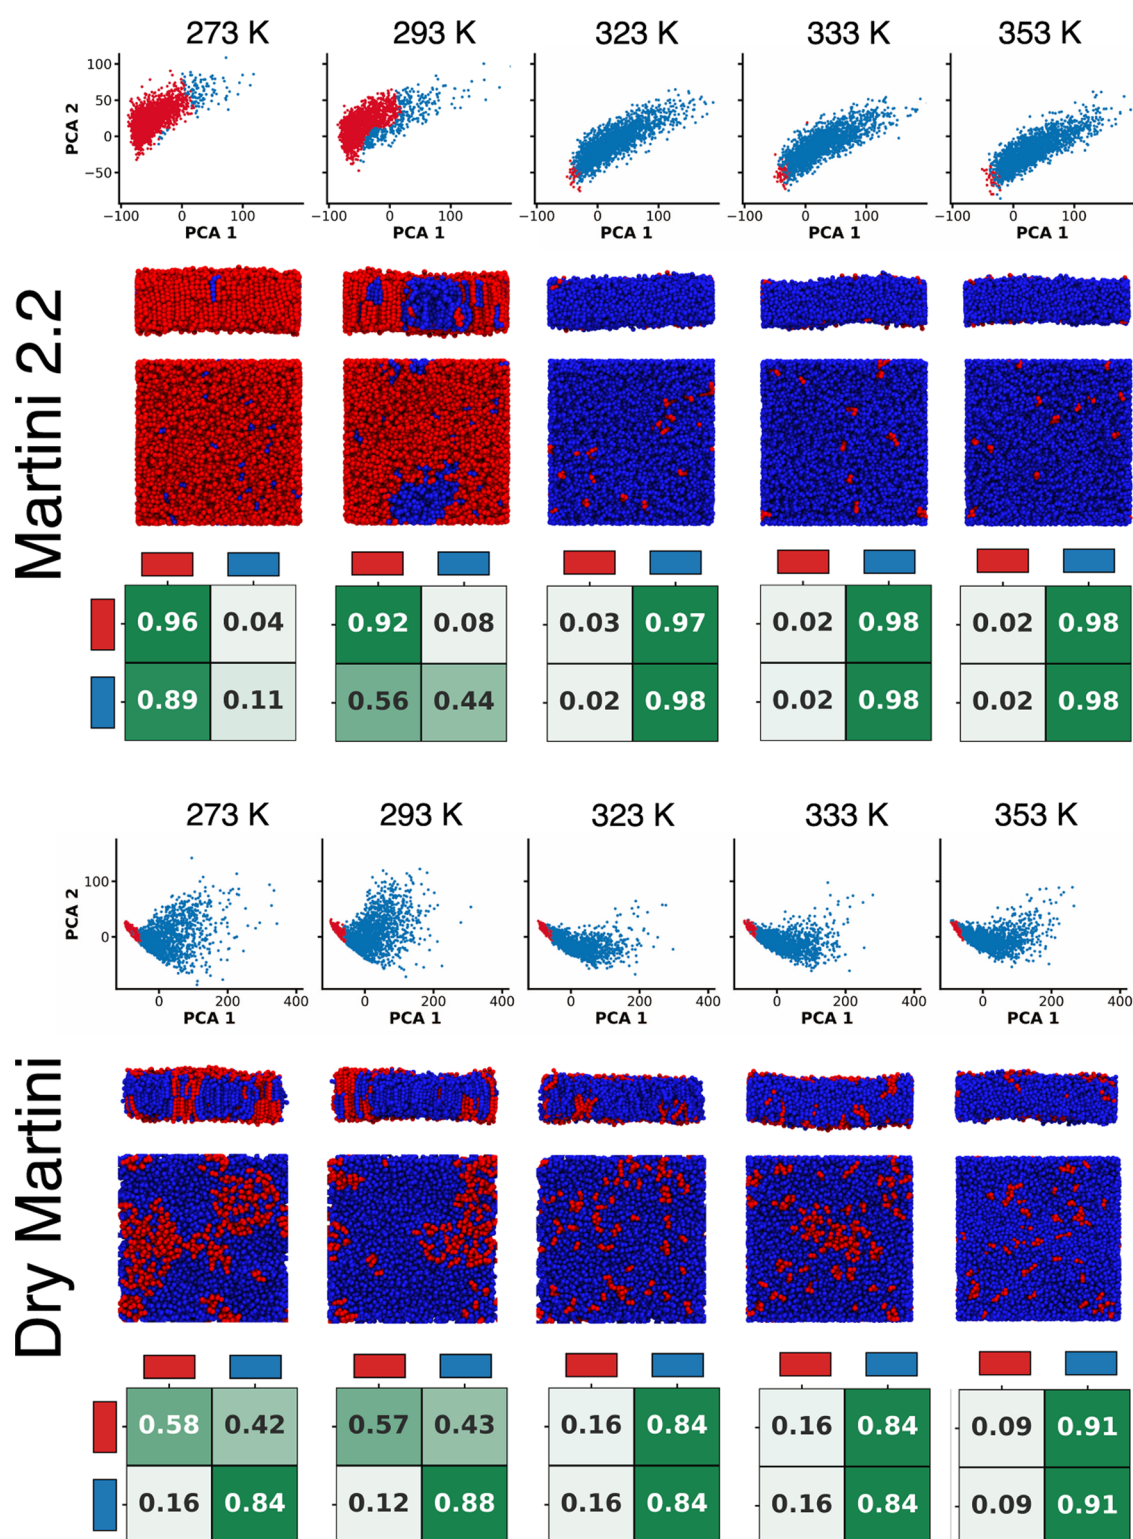 273 K 293 K 323 K 333 K 353 K
100
50
0
−50
PCA 2
−100 0 100 −100 0 100 −100 0 100 −100 0 100 −100 0 100
PCA 1 PCA 1 PCA 1 PCA 1 PCA 1
Martini 2.2
0.96 0.04 0.92 0.08 0.03 0.97 0.02 0.98 0.02 0.98
0.89 0.11 0.56 0.44 0.02 0.98 0.02 0.98 0.02 0.98
273 K 293 K 323 K 333 K 353 K
100
0
PCA 2
0 200 400 0 200 400 0 200 400 0 200 400 0 200 400
PCA 1 PCA 1 PCA 1 PCA 1 PCA 1
Dry Martini
0.58 0.42 0.57 0.43 0.16 0.84 0.16 0.84 0.09 0.91
0.16 0.84 0.12 0.88 0.16 0.84 0.16 0.84 0.09 0.91